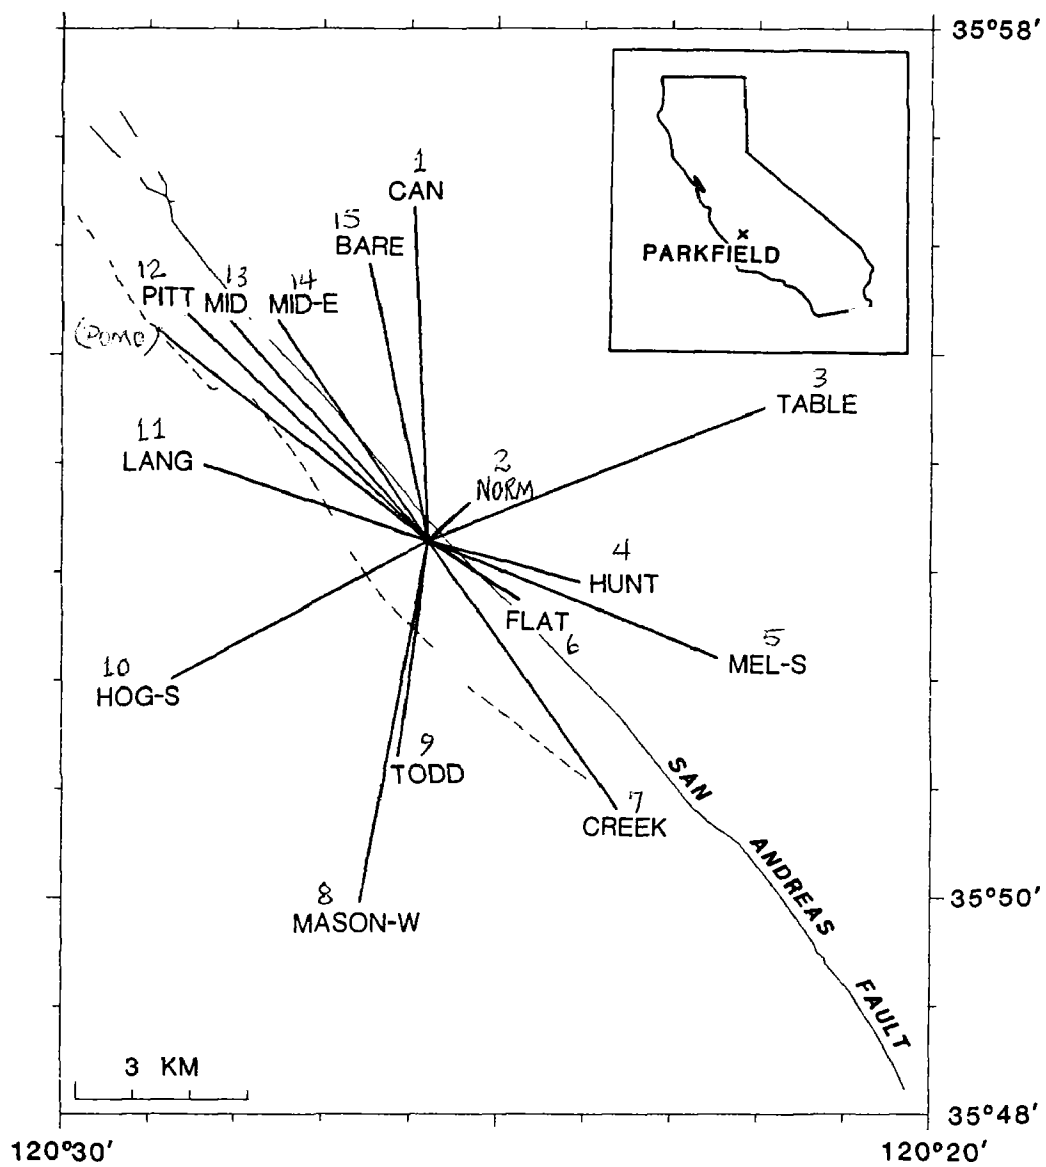 35°58'
1
CAN
15
BARE
12
PITT
13
MID
14
MID-E
(POMO)
x
PARKFIELD
3
TABLE
11
LANG
2
NORM
4
HUNT
FLAT
6
5
MEL-S
10
HOG-S
9
TODD
7
CREEK
8
MASON-W
SAN
ANDREAS
FAULT
35°50'
3 KM
35°48'
120°30'
120°20'